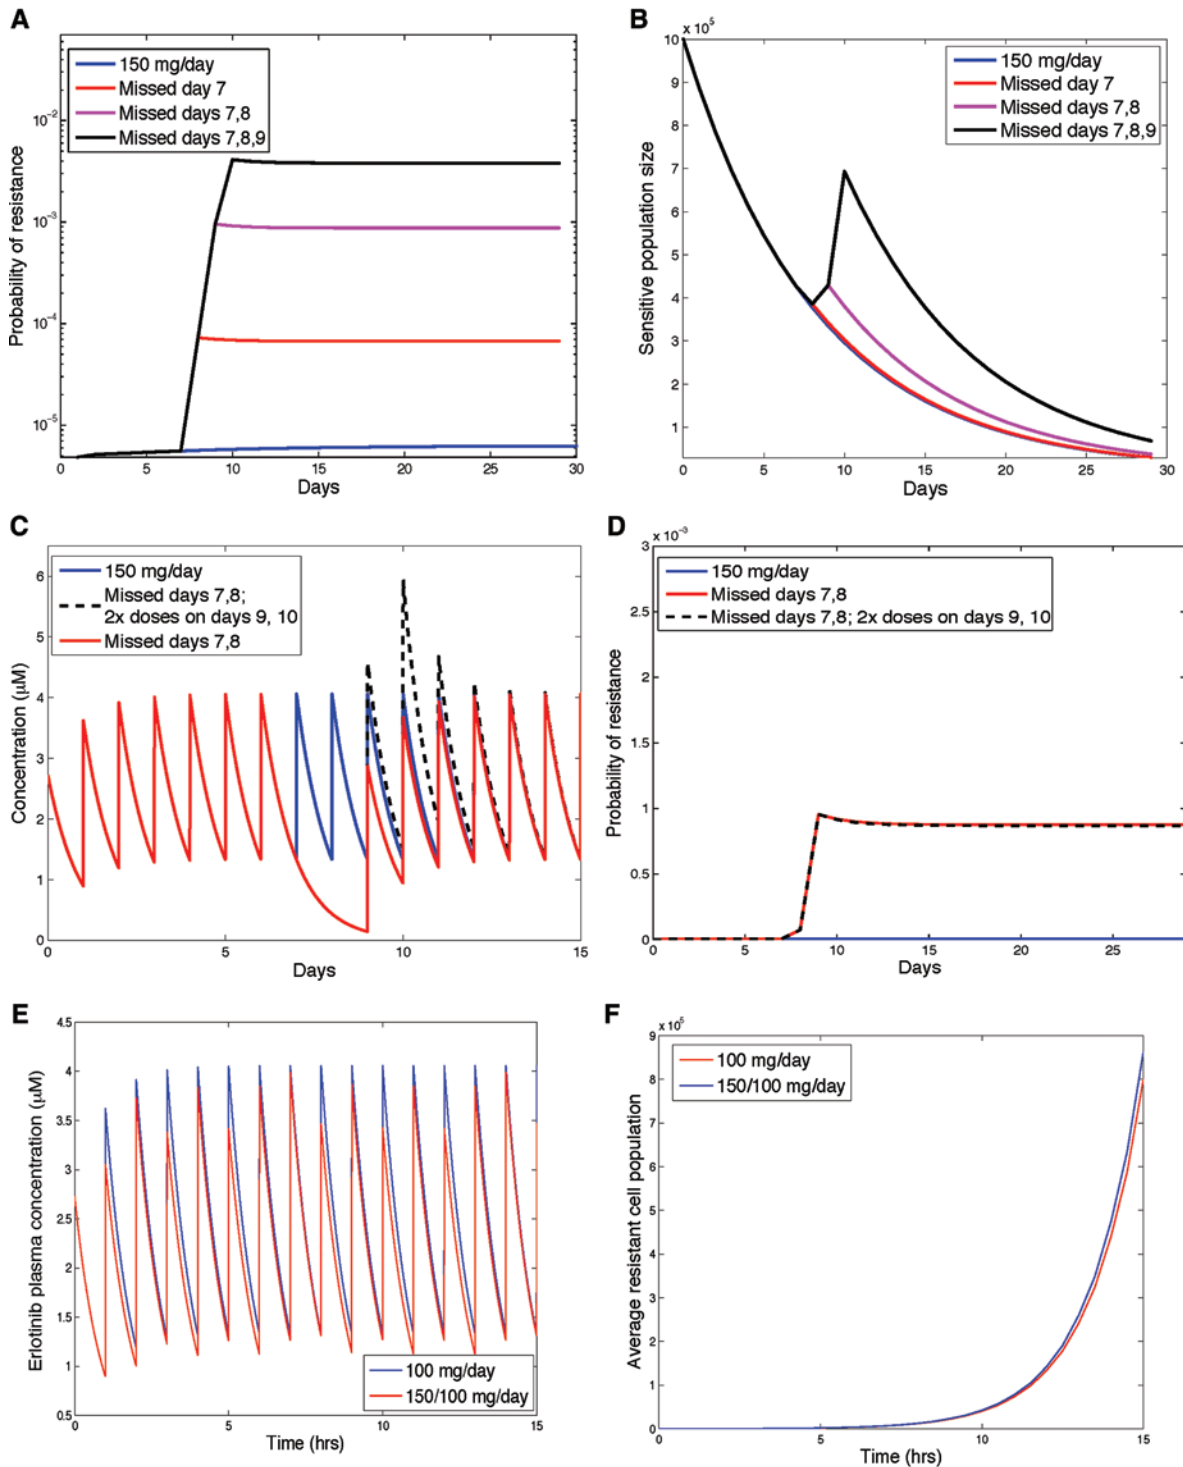 A
Probability of resistance
10⁻²
10⁻³
10⁻⁴
10⁻⁵
150 mg/day
Missed day 7
Missed days 7,8
Missed days 7,8,9
0 5 10 15 20 25 30
Days
B
x 10⁵
Sensitive population size
10
9
8
7
6
5
4
3
2
1
150 mg/day
Missed day 7
Missed days 7,8
Missed days 7,8,9
0 5 10 15 20 25 30
Days
C
Concentration (μM)
6
5
4
3
2
1
0
150 mg/day
Missed days 7,8;
2x doses on days 9, 10
Missed days 7,8
0 5 10 15
Days
D
x 10⁻³
Probability of resistance
3
2.5
2
1.5
1
0.5
0
150 mg/day
Missed days 7,8
Missed days 7,8; 2x doses on days 9, 10
5 10 15 20 25
Days
E
Erlotinib plasma concentration (μM)
4.5
4
3.5
3
2.5
2
1.5
1
0.5
100 mg/day
150/100 mg/day
0 5 10 15
Time (hrs)
F
x 10⁵
Average resistant cell population
9
8
7
6
5
4
3
2
1
0
100 mg/day
150/100 mg/day
0 5 10 15
Time (hrs)